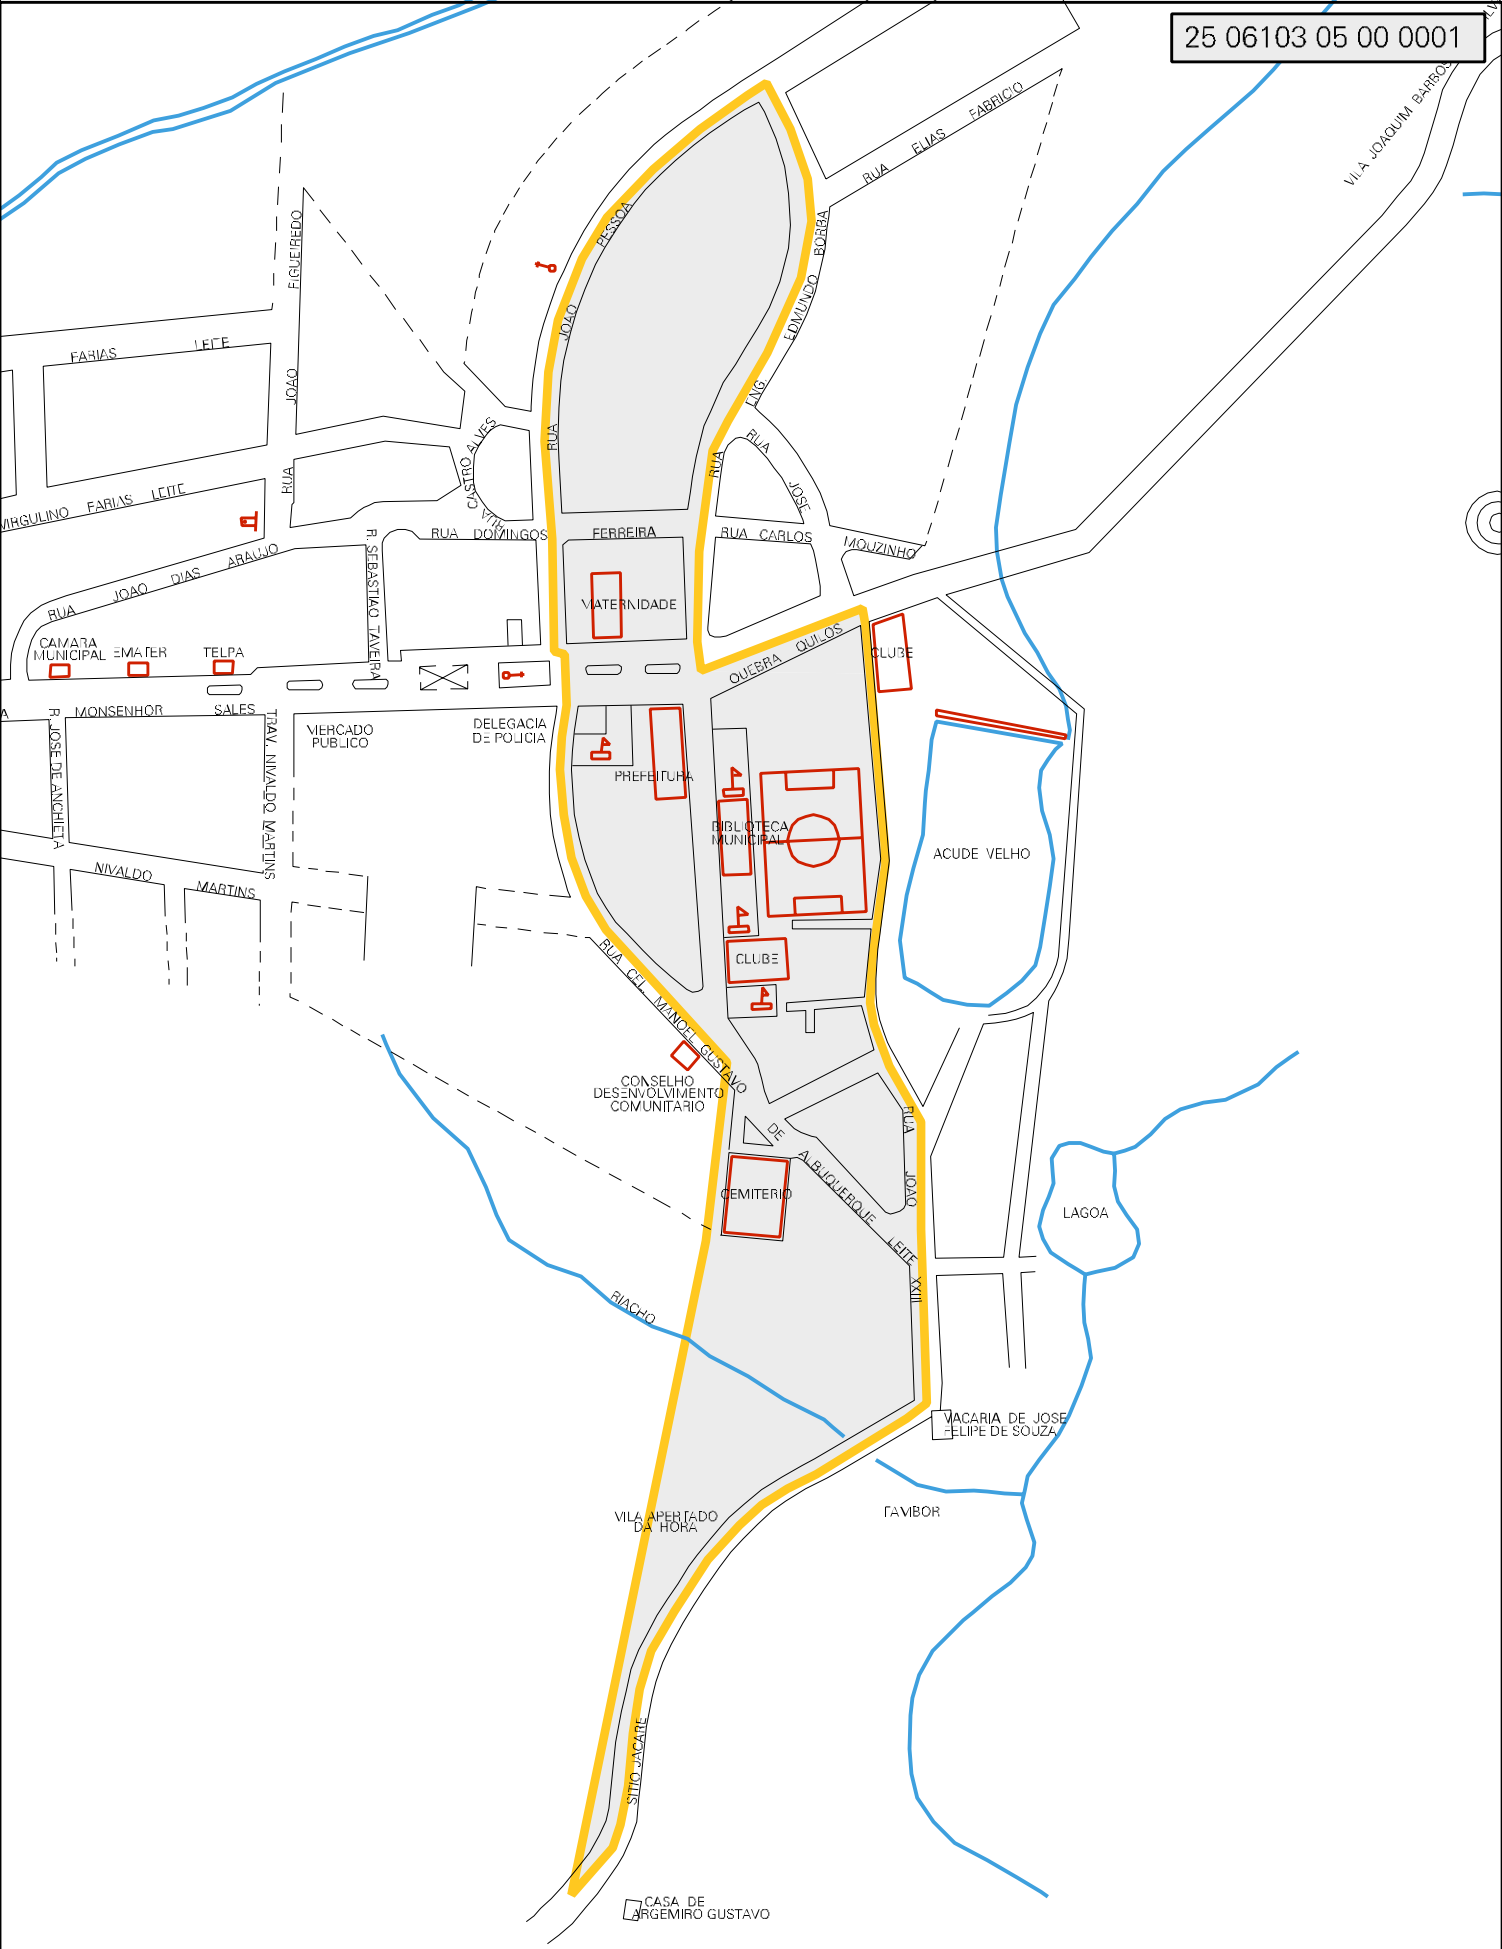 25 06103 05 00 0001
VILA JOAQUIM BARBOS
RUA ELIAS FABRICIO
RUA JOAO PESSOA
RUA ENG. EDMUNDO BORBA
RUA JOAO FIGUEIREDO
FARIAS LEITE
RUA CASTRO ALVES
RUA JOSE
VIRGULINO FARIAS LEITE
RUA DOMINGOS FERREIRA
RUA CARLOS MOUZINHO
RUA JOAO DIAS ARAUJO
R. SEBASTIAO TAVEIRA
MATERNIDADE
CAMARA
MUNICIPAL
EMATER
TELPA
QUEBRA QUILOS
CLUBE
A
MONSENHOR SALES
R. JOSE DE ANCHIETA
TRAV. NIVALDO MARTINS
MERCADO
PUBLICO
DELEGACIA
DE POLICIA
PREFEITURA
BIBLIOTECA
MUNICIPAL
ACUDE VELHO
NIVALDO MARTINS
CLUBE
RUA CEL. MANOEL GUSTAVO DE ALBUQUERQUE LEITE
CONSELHO
DESENVOLVIMENTO
COMUNITARIO
RUA JOAO XXIII
CEMITERIO
LAGOA
RIACHO
VACARIA DE JOSE
FELIPE DE SOUZA
VILA APERTADO
DA HORA
TAMBOR
SITIO JACARE
CASA DE
ARGEMIRO GUSTAVO